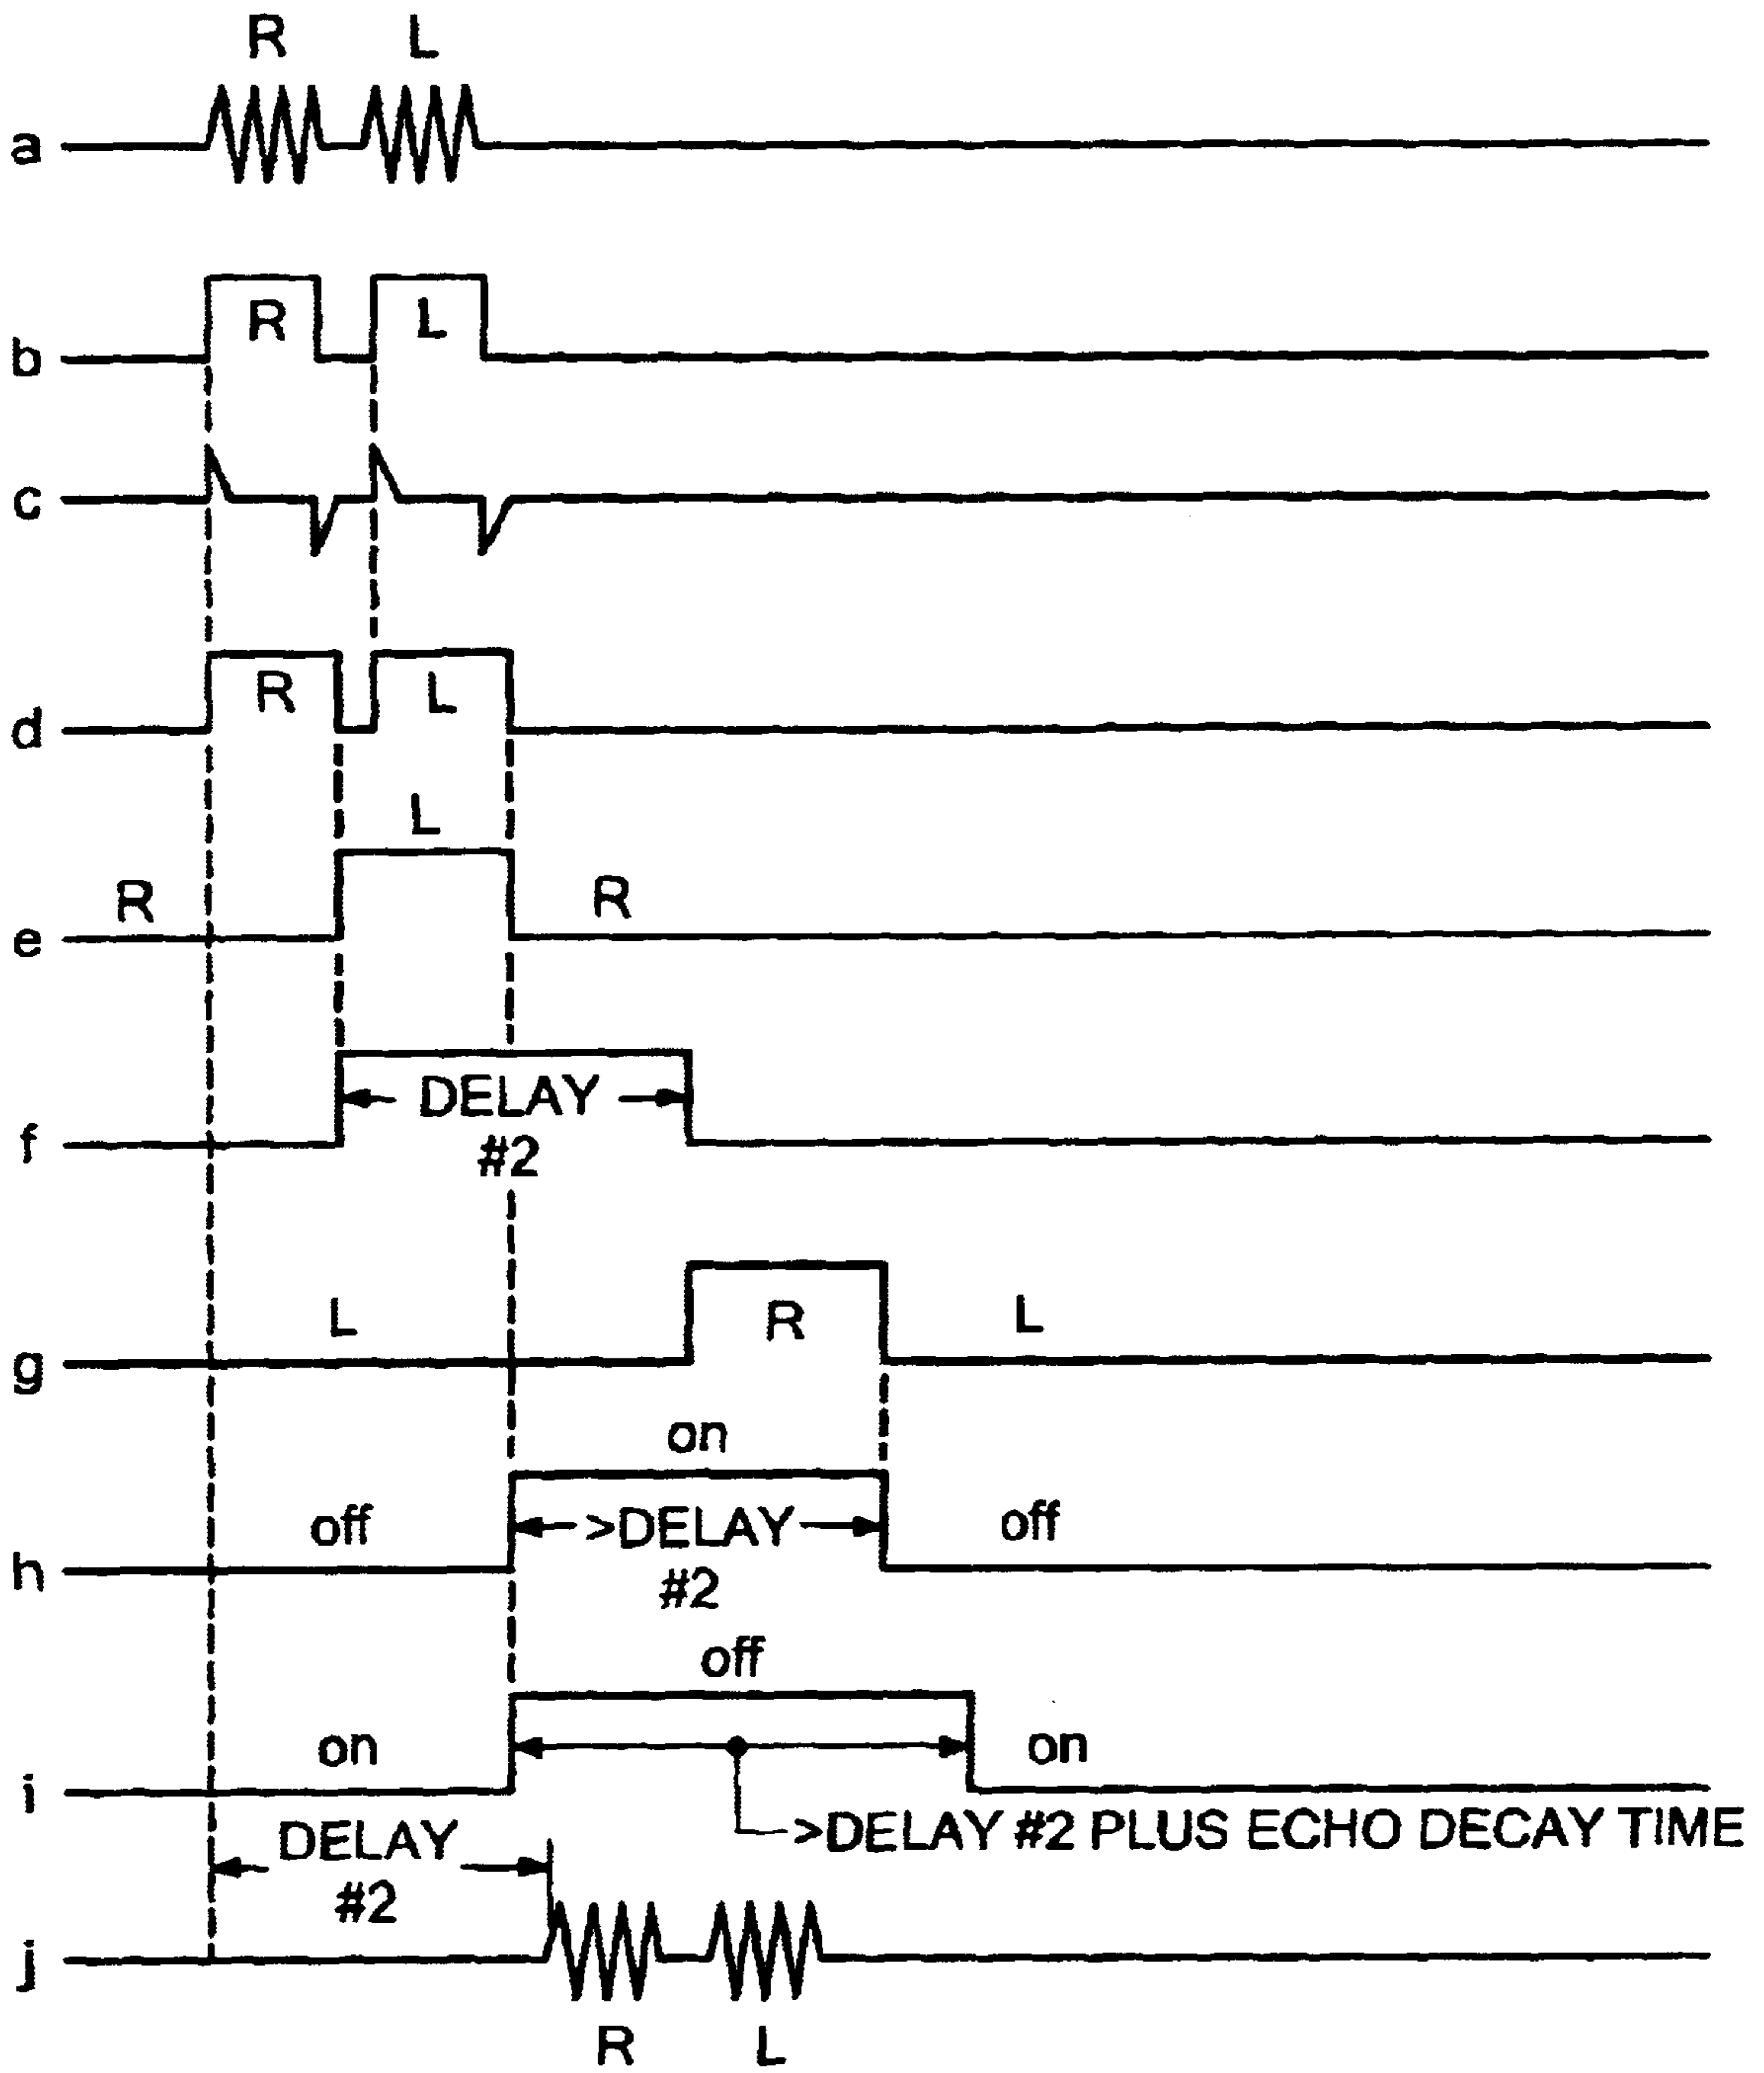 R L
a
R L
b
c
R L
d
L
R R
e
DELAY
#2
f
L R L
g
on
off >DELAY off
#2
h
off
on on
i
>DELAY #2 PLUS ECHO DECAY TIME
DELAY
#2
j
R L